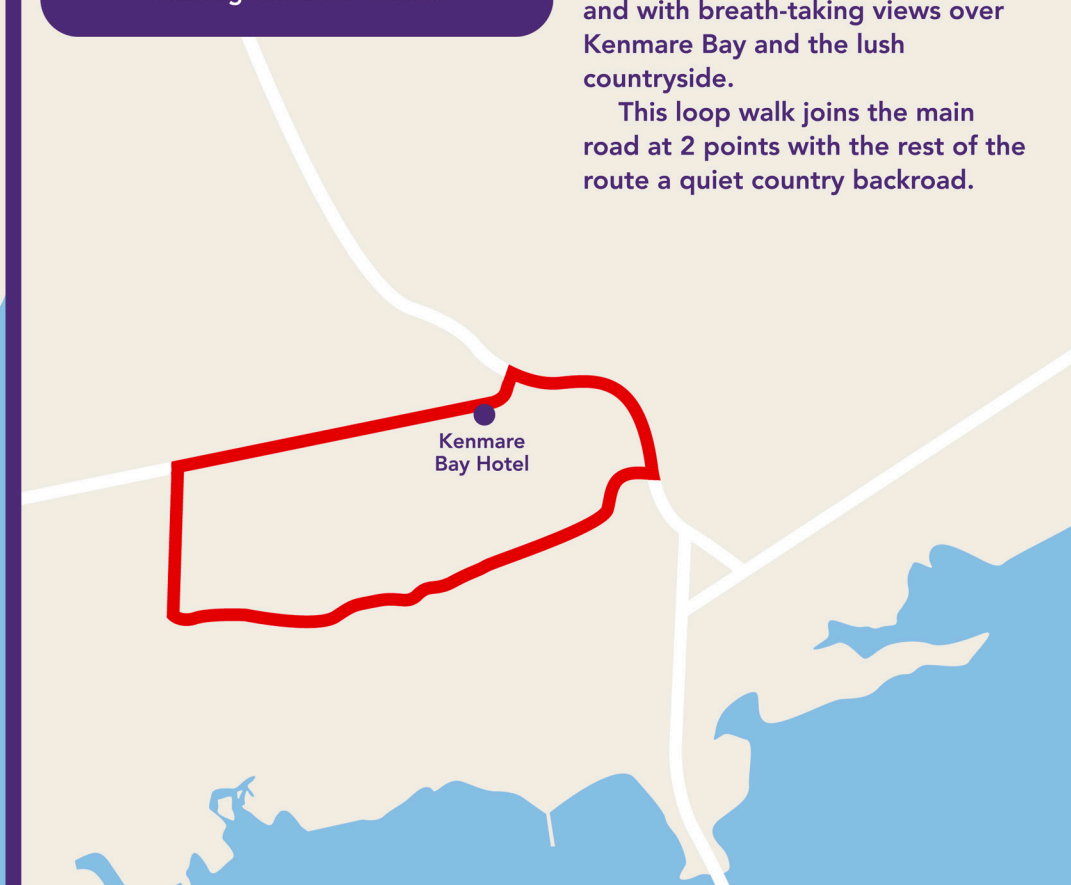 and with breath-taking views over
Kenmare Bay and the lush
countryside.
This loop walk joins the main
road at 2 points with the rest of the
route a quiet country backroad.
Kenmare
Bay Hotel